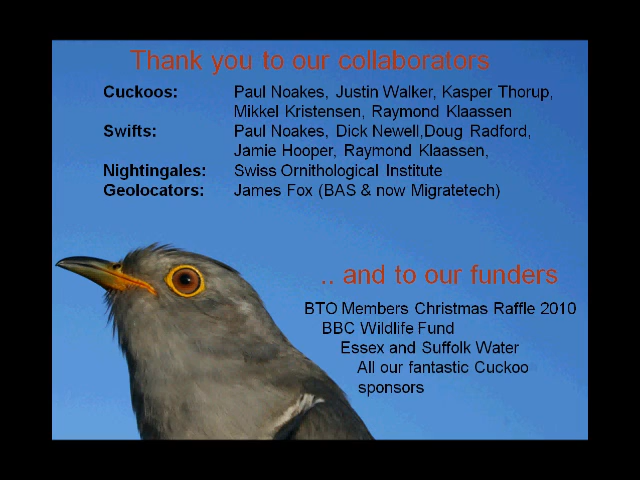 Thank you to our collaborators
Cuckoos: Paul Noakes, Justin Walker, Kasper Thorup,
Mikkel Kristensen, Raymond Klaassen
Swifts: Paul Noakes, Dick Newell,Doug Radford,
Jamie Hooper, Raymond Klaassen,
Nightingales: Swiss Ornithological Institute
Geolocators: James Fox (BAS & now Migratetech)
.. and to our funders
BTO Members Christmas Raffle 2010
BBC Wildlife Fund
Essex and Suffolk Water
All our fantastic Cuckoo
sponsors